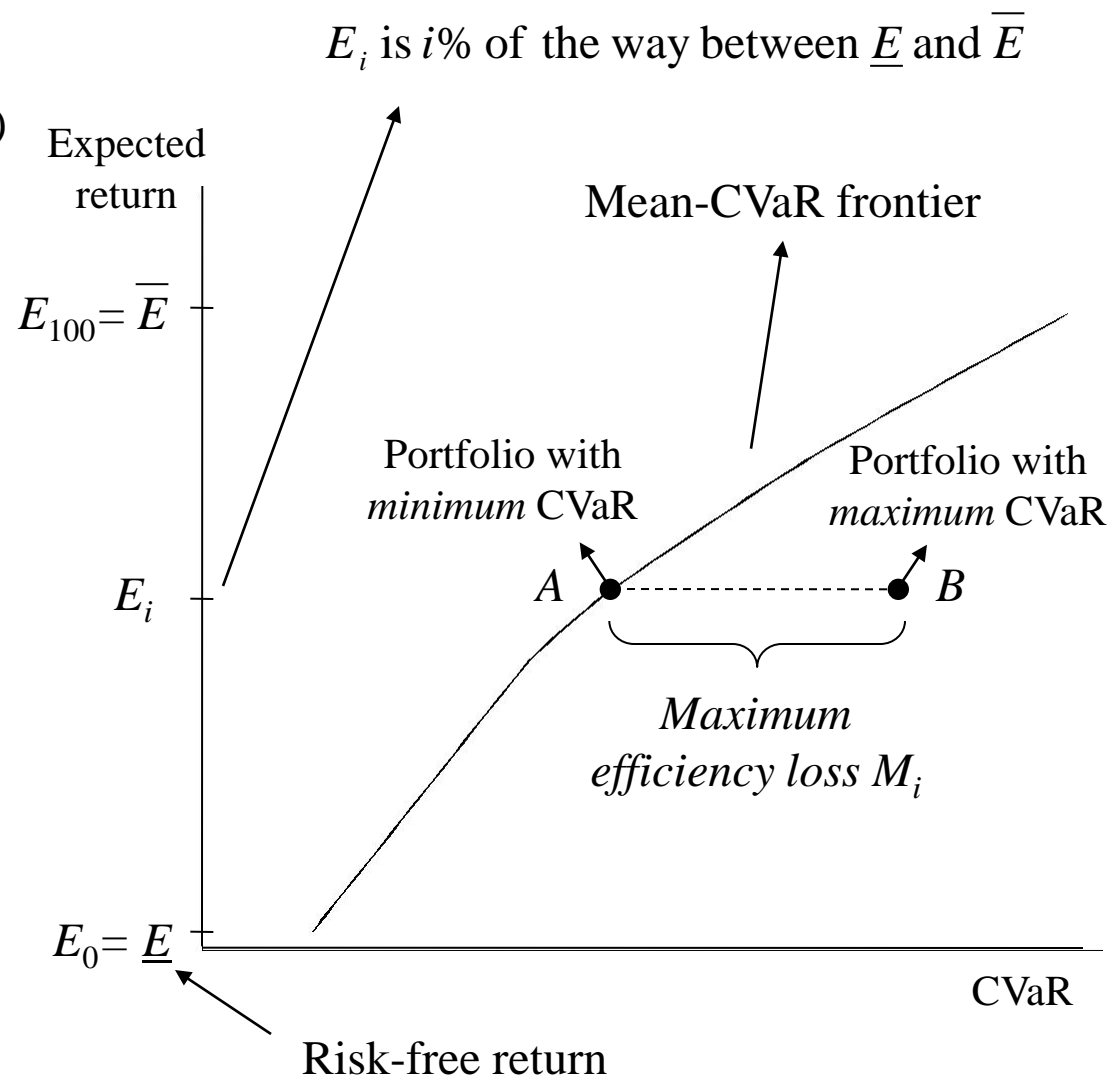 E_i is i% of the way between E̲ and E̅
)
Expected
return
Mean-CVaR frontier
E_100= E̅
Portfolio with
minimum CVaR
Portfolio with
maximum CVaR
E_i
A
B
Maximum
efficiency loss M_i
E_0= E̲
CVaR
Risk-free return